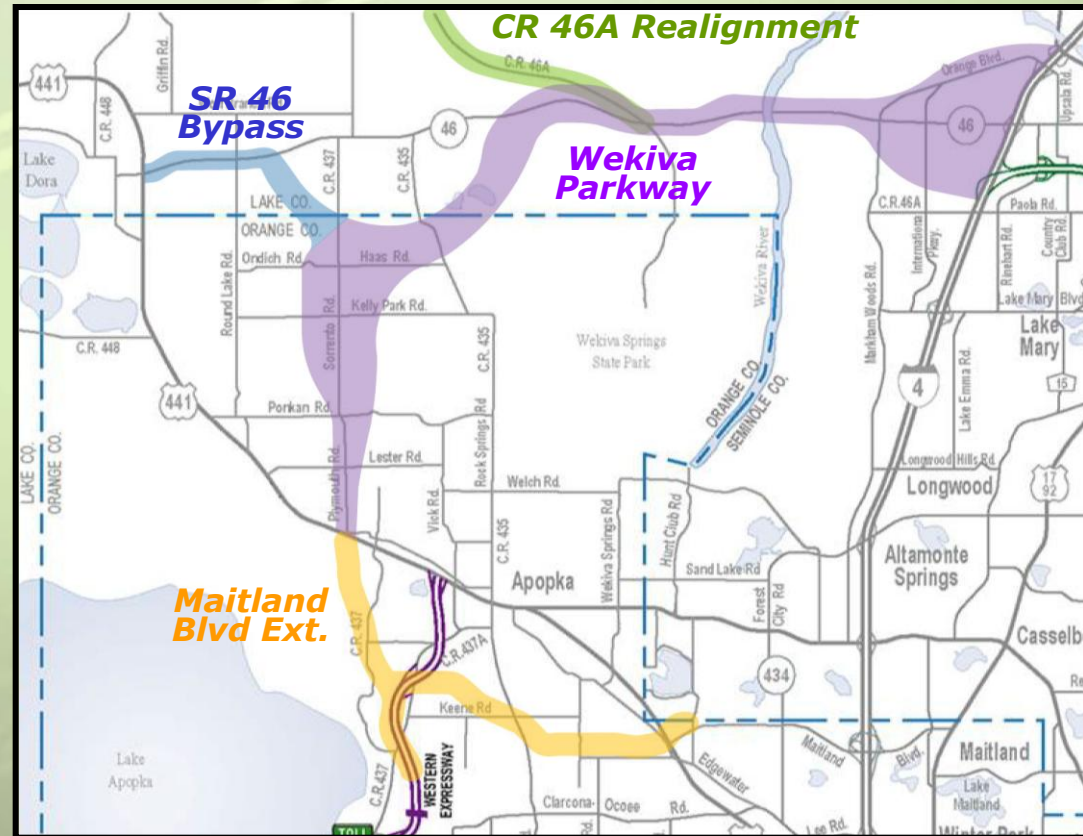 CR 46A Realignment
C.R. 46A
Orange Blvd.
Griffin Rd.
441
C.R. 448
SR 46
Bypass
46
Upsala Rd.
46
Lake
Dora
C.R. 437
C.R. 435
Wekiva
Parkway
LAKE CO.
ORANGE CO.
C.R.46A
Paola Rd.
International
Pkwy.
Rinehart Rd.
Country
Club Rd.
Ondich Rd.
Haas Rd.
Round Lake Rd.
Wekiva River
Markham Woods Rd.
Sorrento Rd.
Kelly Park Rd.
Lake Mary Blvd
C.R. 448
C.R. 435
Wekiva Springs
State Park
Lake
Mary
441
4
15
Lake Emma Rd.
ORANGE CO.
SEMINOLE CO.
Ponkan Rd.
Rock Springs Rd
LAKE CO.
ORANGE CO.
Lester Rd.
Plymouth Rd.
Vick Rd.
Welch Rd.
Longwood Hills Rd.
Longwood
17
92
Wekiva Springs Rd
Hunt Club Rd
C.R. 435
Apopka
Sand Lake Rd
Forest
City Rd
Altamonte
Springs
Maitland
Blvd Ext.
C.R. 437
C.R.437A
Casselb
434
Keene Rd
Lake
Apopka
C.R.437
WESTERN
EXPRESSWAY
Edgewater
Maitland
Blvd.
Maitland
Lake
Maitland
Clarcona-
Ocoee
Rd.
Lee Rd.
Winter Park
TOLL